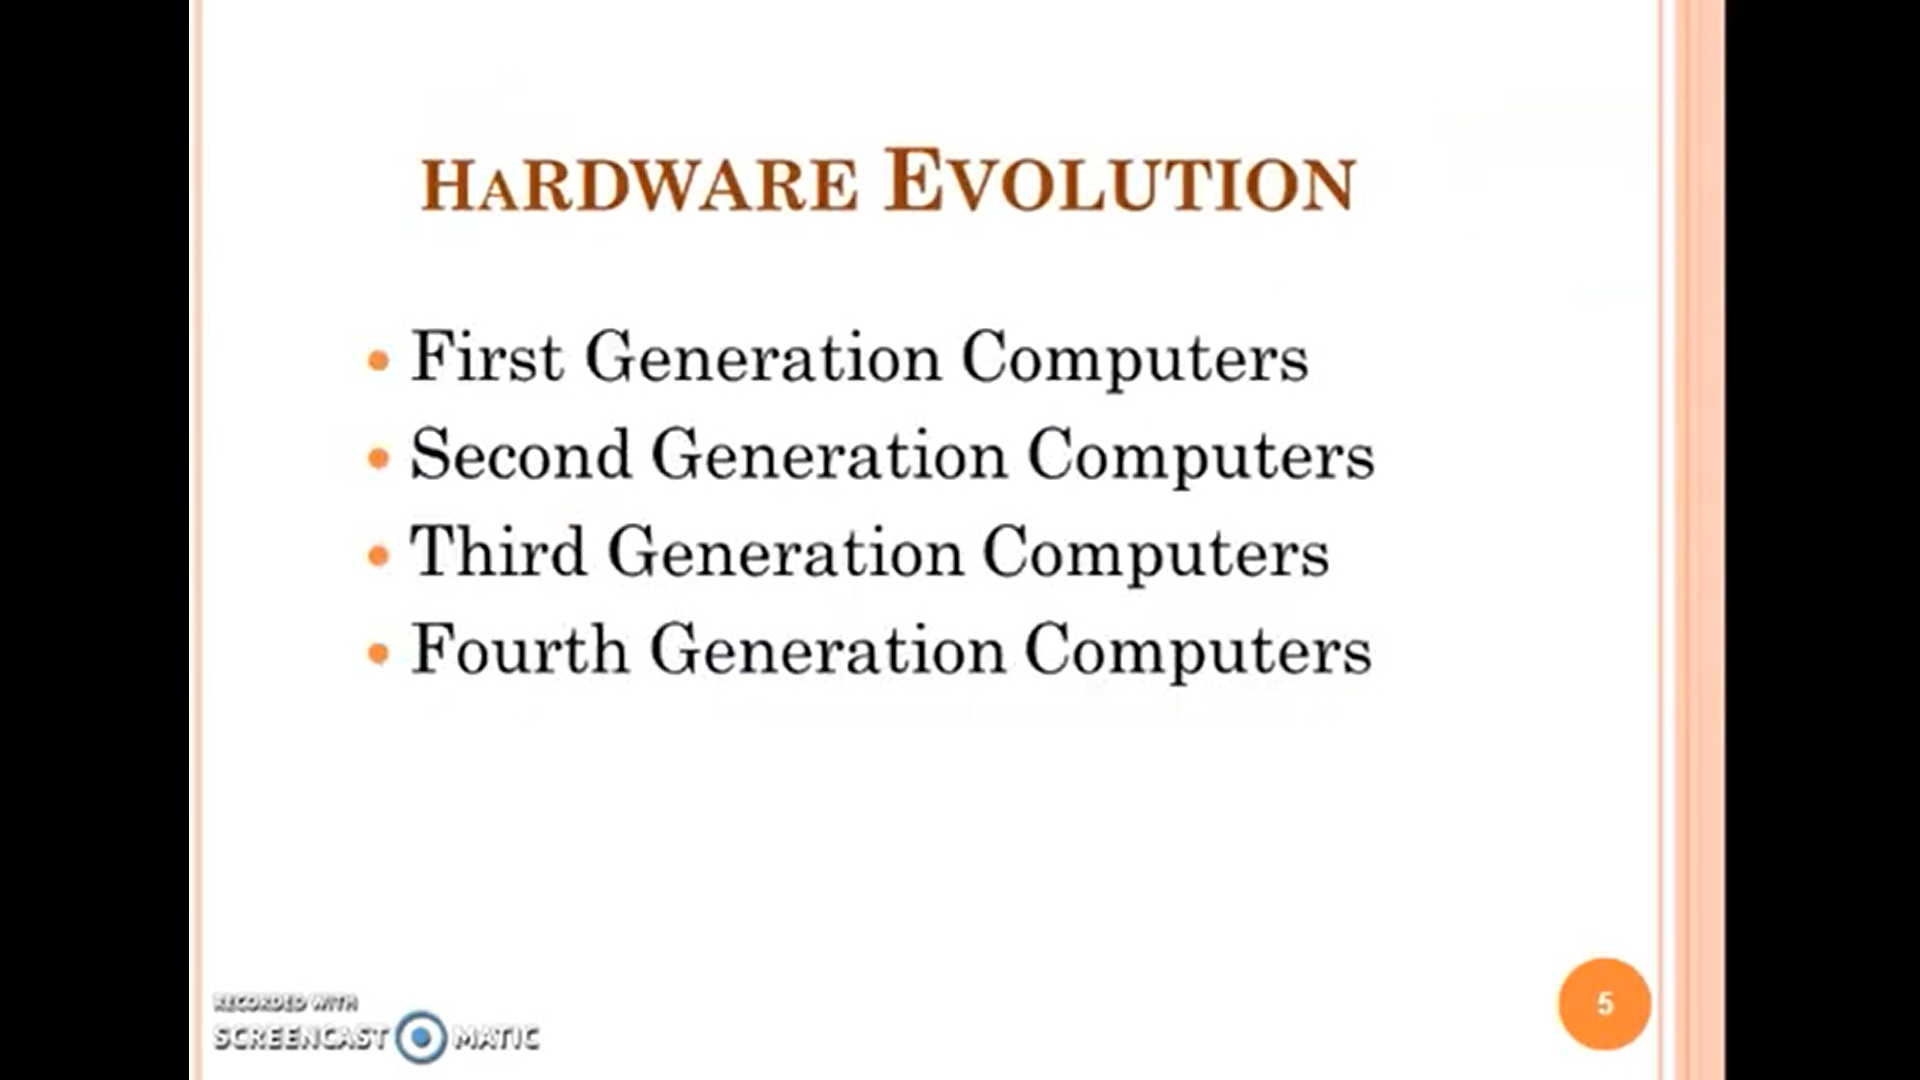 HARDWARE EVOLUTION
• First Generation Computers
• Second Generation Computers
• Third Generation Computers
• Fourth Generation Computers
5
RECORDED WITH
SCREENCAST MATIC